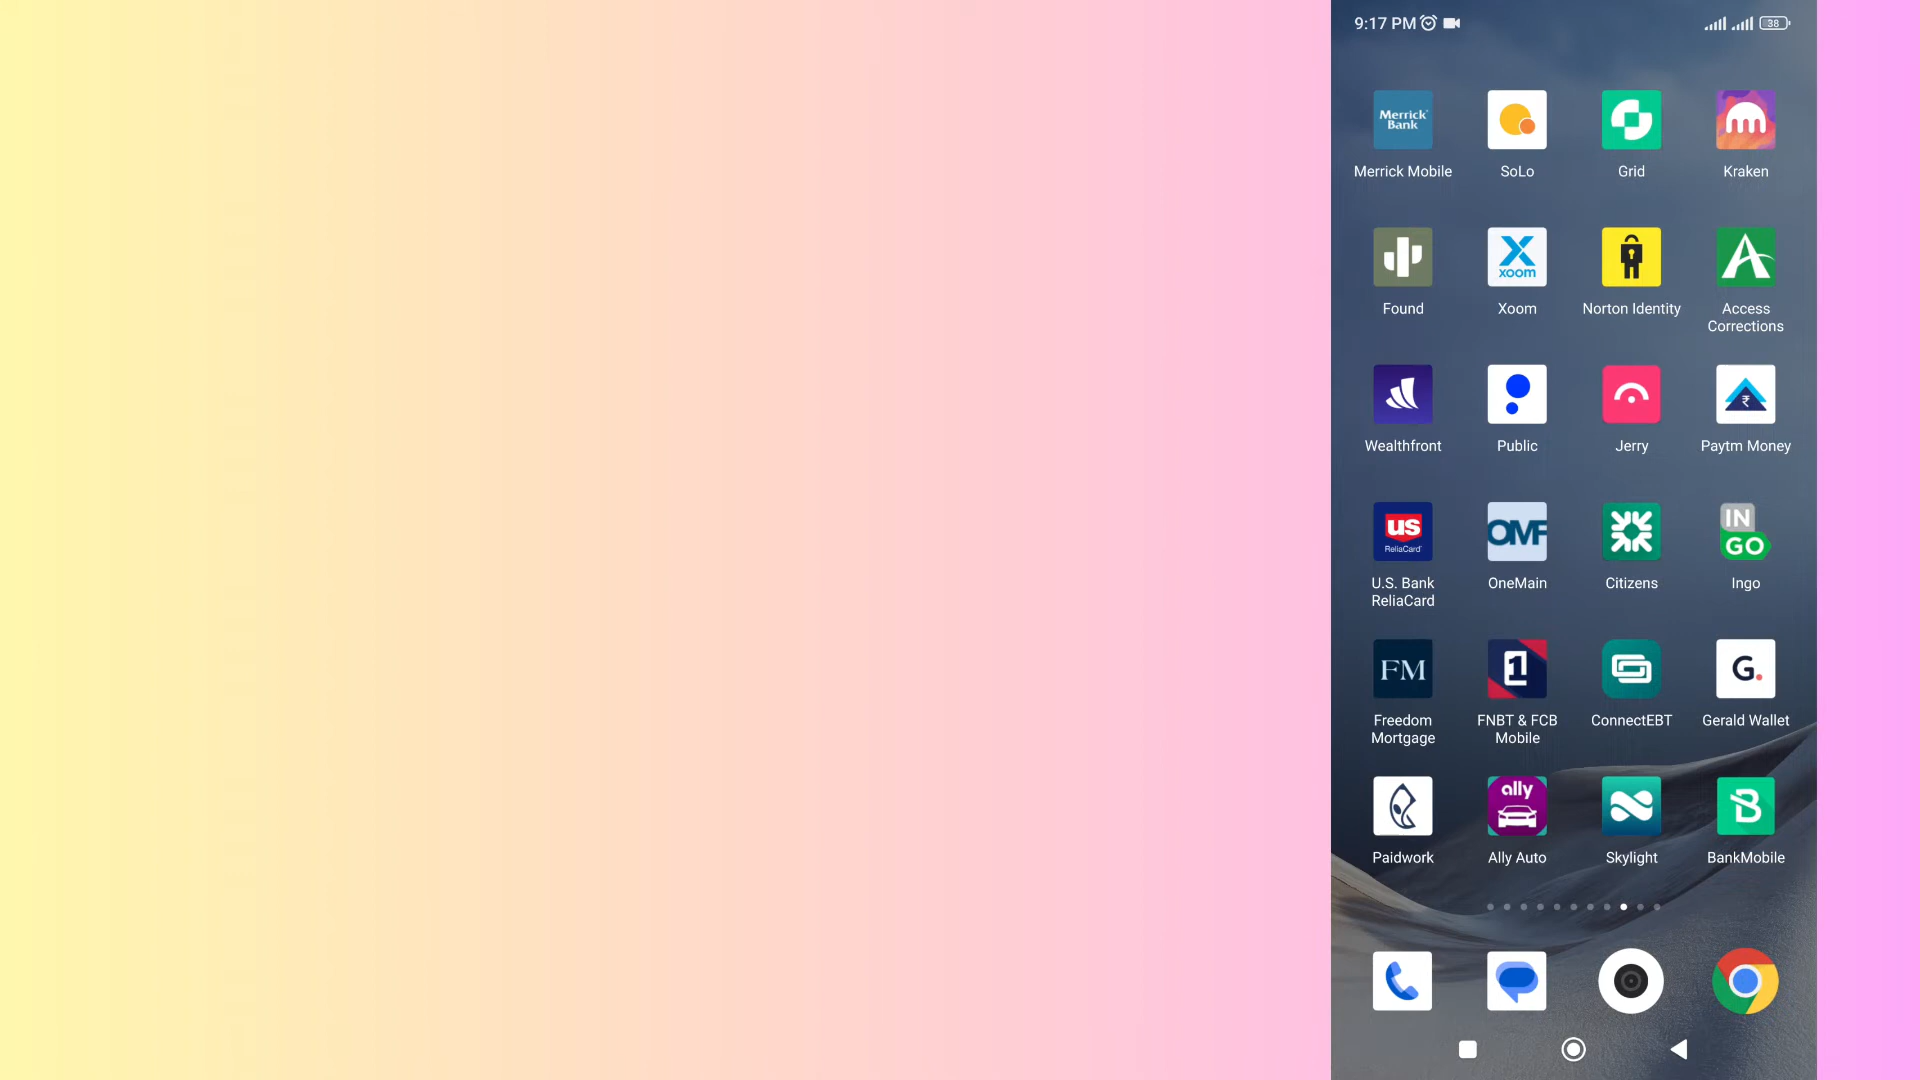 9:17 PM
38
Merrick Bank
Merrick Mobile
SoLo
Grid
Kraken
xoom
Found
Xoom
Norton Identity
Access
Corrections
Wealthfront
Public
Jerry
₹
Paytm Money
us
ReliaCard
OMF
IN
GO
U.S. Bank
ReliaCard
OneMain
Citizens
Ingo
FM
1
G.
Freedom
Mortgage
FNBT & FCB
Mobile
ConnectEBT
Gerald Wallet
ally
B
Paidwork
Ally Auto
Skylight
BankMobile